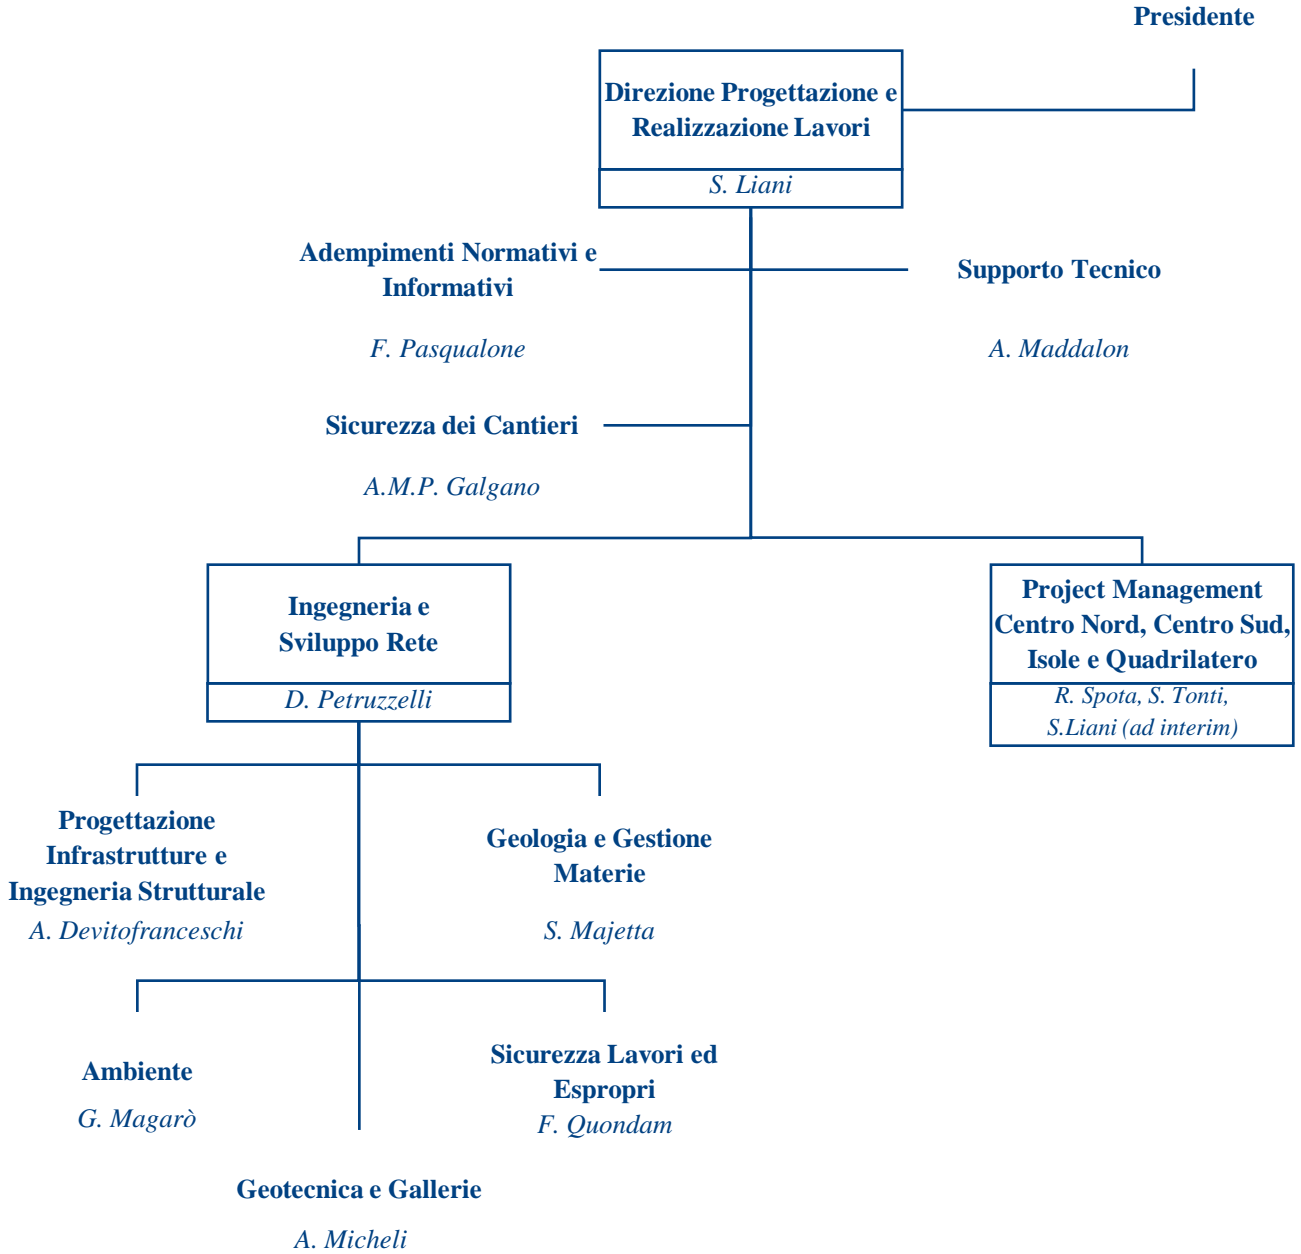 Presidente
Direzione Progettazione e
Realizzazione Lavori
S. Liani
Adempimenti Normativi e
Informativi
F. Pasqualone
Supporto Tecnico
A. Maddalon
Sicurezza dei Cantieri
A.M.P. Galgano
Ingegneria e
Sviluppo Rete
D. Petruzzelli
Project Management
Centro Nord, Centro Sud,
Isole e Quadrilatero
R. Spota, S. Tonti,
S.Liani (ad interim)
Progettazione
Infrastrutture e
Ingegneria Strutturale
A. Devitofranceschi
Geologia e Gestione
Materie
S. Majetta
Ambiente
G. Magarò
Sicurezza Lavori ed
Espropri
F. Quondam
Geotecnica e Gallerie
A. Micheli